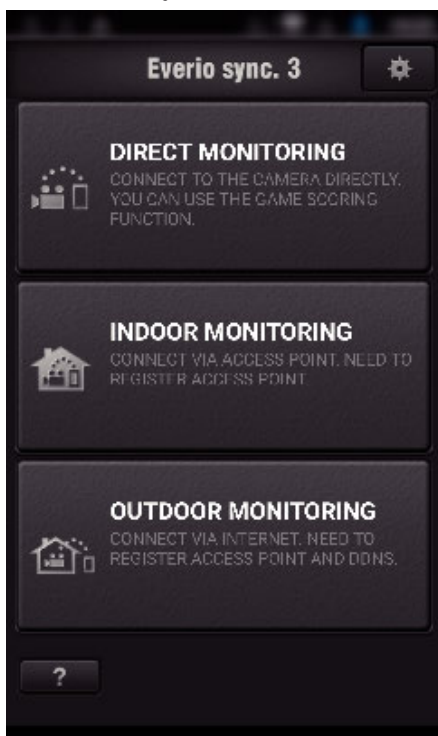 Everio sync. 3
DIRECT MONITORING
CONNECT TO THE CAMERA DIRECTLY.
YOU CAN USE THE GAME SCORING
FUNCTION.
INDOOR MONITORING
CONNECT VIA ACCESS POINT. NEED TO
REGISTER ACCESS POINT.
OUTDOOR MONITORING
CONNECT VIA INTERNET. NEED TO
REGISTER ACCESS POINT AND DDNS.
?